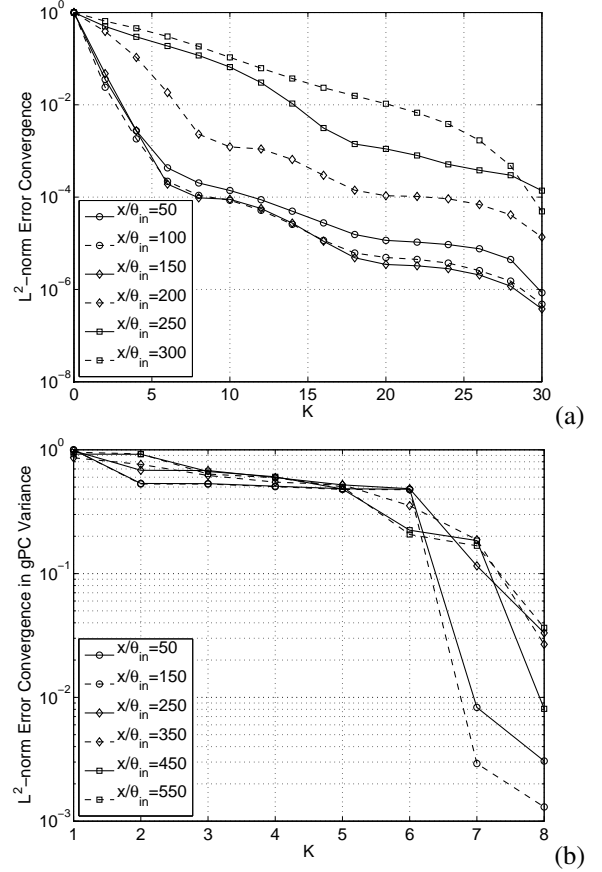 10^0
10^-2
10^-4
10^-6
10^-8
L^2-norm Error Convergence
x/θ_in=50
x/θ_in=100
x/θ_in=150
x/θ_in=200
x/θ_in=250
x/θ_in=300
0 5 10 15 20 25 30
K
(a)
10^0
10^-1
10^-2
10^-3
L^2-norm Error Convergence in gPC Variance
x/θ_in=50
x/θ_in=150
x/θ_in=250
x/θ_in=350
x/θ_in=450
x/θ_in=550
1 2 3 4 5 6 7 8
K
(b)